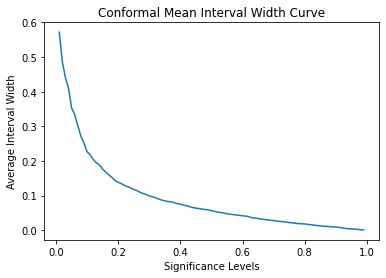 Conformal Mean Interval Width Curve
0.6
0.5
0.4
0.3
0.2
0.1
0.0
Average Interval Width
0.0 0.2 0.4 0.6 0.8 1.0
Significance Levels